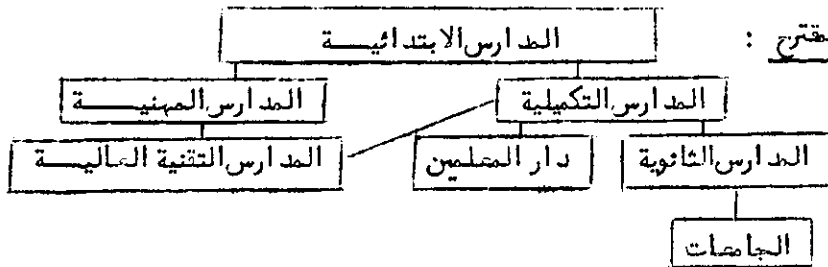 مقترح :
المدارس الابتدائية
المدارس التكميلية
المدارس المهنية
المدارس الثانوية
دار المعلمين
المدارس التقنية العالية
الجامعات